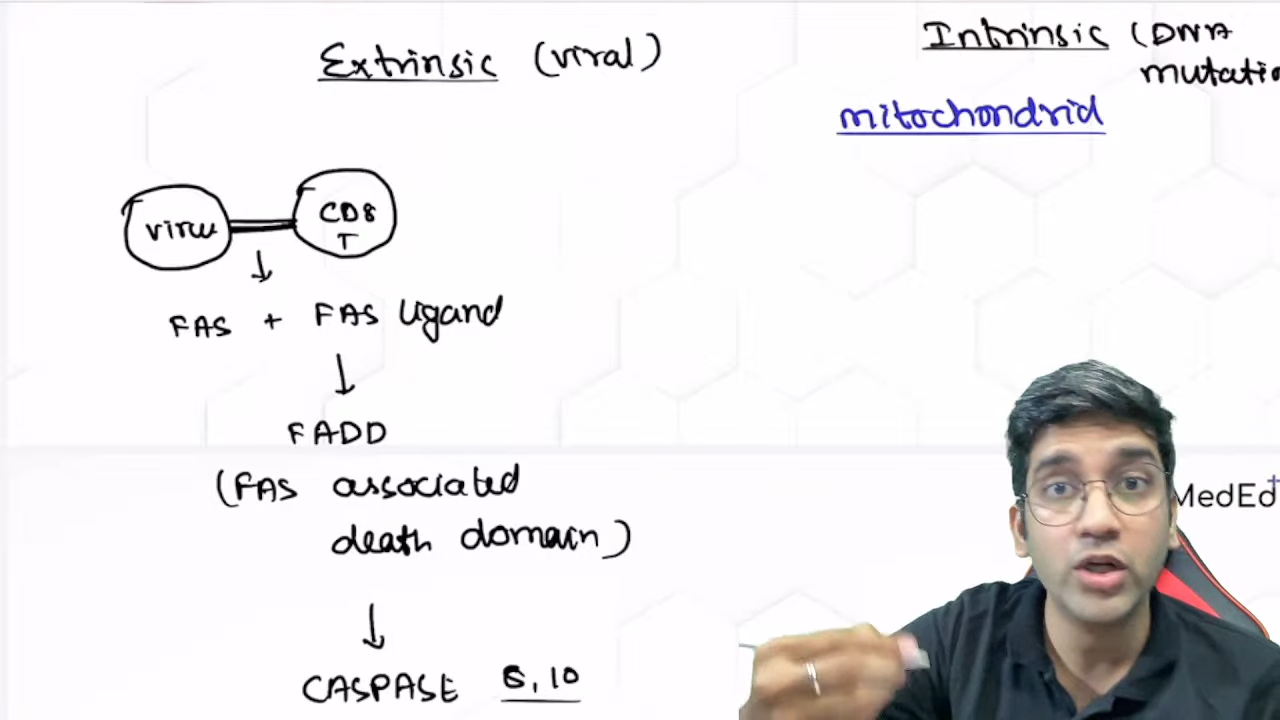 Extrinsic (viral)
Intrinsic (DNA
mutatio
mitochondria
virus
CD8
T
FAS + FAS ligand
FADD
(FAS associated
death domain)
CASPASE 8, 10
MedEd